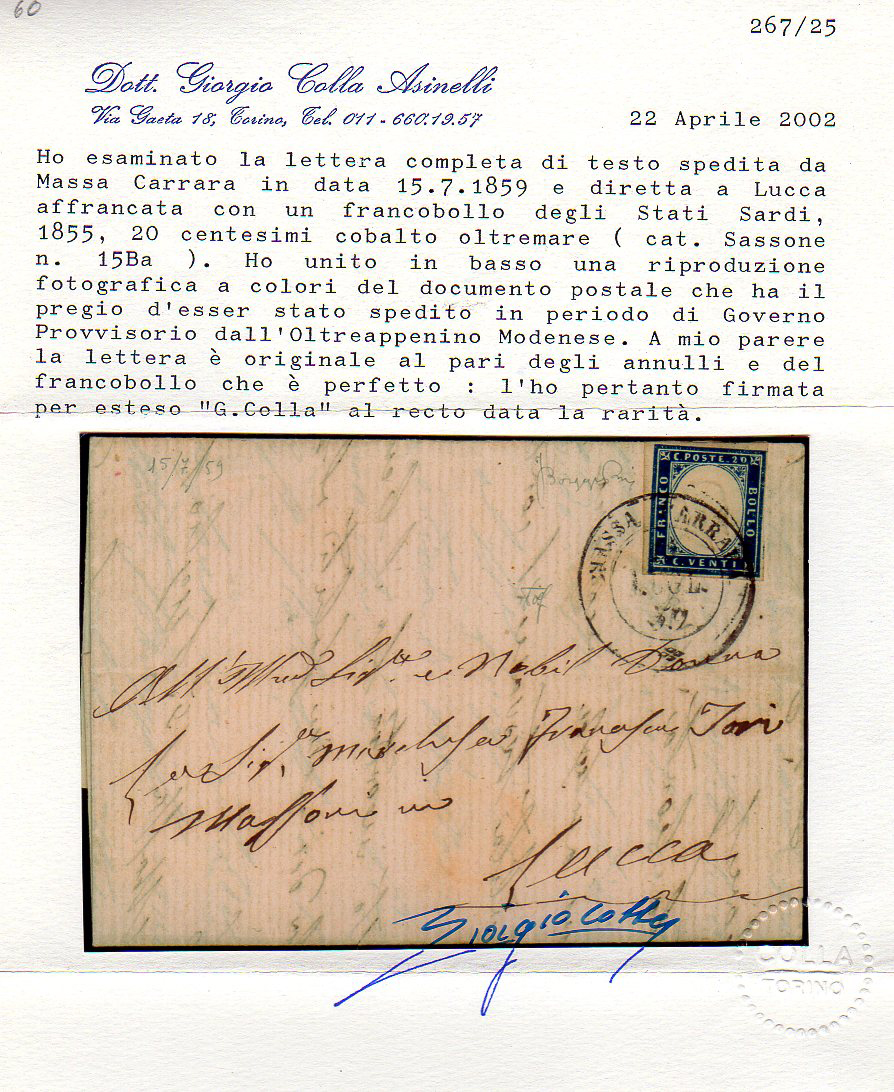 60
267/25
Dott. Giorgio Colla Asinelli
Via Gaeta 18, Torino, Tel. 011-660.19.57
22 Aprile 2002
Ho esaminato la lettera completa di testo spedita da
Massa Carrara in data 15.7.1859 e diretta a Lucca
affrancata con un francobollo degli Stati Sardi,
1855, 20 centesimi cobalto oltremare ( cat. Sassone
n. 15Ba ). Ho unito in basso una riproduzione
fotografica a colori del documento postale che ha il
pregio d'esser stato spedito in periodo di Governo
Provvisorio dall'Oltreappenino Modenese. A mio parere
la lettera è originale al pari degli annulli e del
francobollo che è perfetto : l'ho pertanto firmata
per esteso "G.Colla" al recto data la rarità.
15/7/59
C. POSTE. 20
FRANCO
BOLLO
C. VENTI
MASSA CARRARA
Nobil Donna
Lucca
Giorgio Colla
COLLA
TORINO